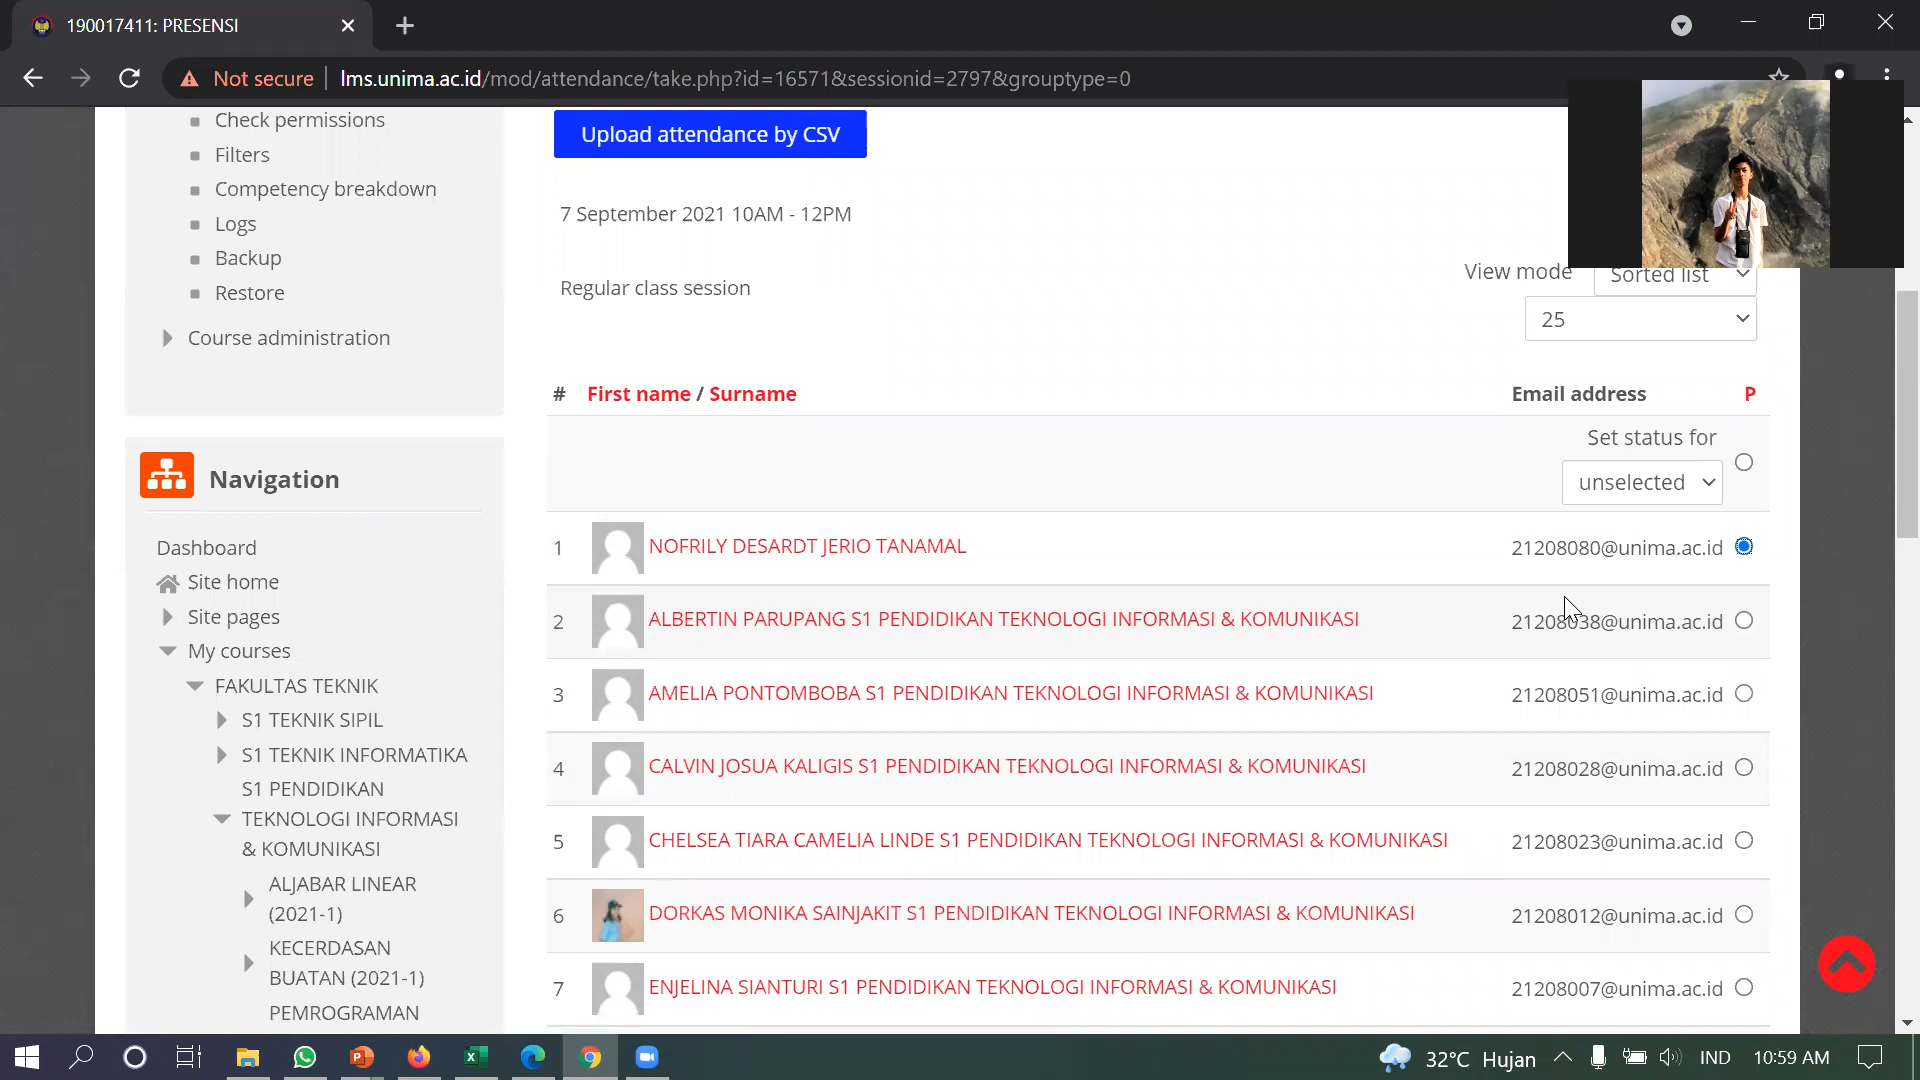 190017411: PRESENSI
Not secure
lms.unima.ac.id/mod/attendance/take.php?id=16571&sessionid=2797&grouptype=0
Check permissions
Filters
Competency breakdown
Logs
Backup
Restore
Course administration
Navigation
Dashboard
Site home
Site pages
My courses
FAKULTAS TEKNIK
S1 TEKNIK SIPIL
S1 TEKNIK INFORMATIKA
S1 PENDIDIKAN
TEKNOLOGI INFORMASI
& KOMUNIKASI
ALJABAR LINEAR
(2021-1)
KECERDASAN
BUATAN (2021-1)
PEMROGRAMAN
Upload attendance by CSV
7 September 2021 10AM - 12PM
Regular class session
View mode
Sorted list
25
# First name / Surname Email address P
Set status for
unselected
1 NOFRILY DESARDT JERIO TANAMAL 21208080@unima.ac.id
2 ALBERTIN PARUPANG S1 PENDIDIKAN TEKNOLOGI INFORMASI & KOMUNIKASI 21208038@unima.ac.id
3 AMELIA PONTOMBOBA S1 PENDIDIKAN TEKNOLOGI INFORMASI & KOMUNIKASI 21208051@unima.ac.id
4 CALVIN JOSUA KALIGIS S1 PENDIDIKAN TEKNOLOGI INFORMASI & KOMUNIKASI 21208028@unima.ac.id
5 CHELSEA TIARA CAMELIA LINDE S1 PENDIDIKAN TEKNOLOGI INFORMASI & KOMUNIKASI 21208023@unima.ac.id
6 DORKAS MONIKA SAINJAKIT S1 PENDIDIKAN TEKNOLOGI INFORMASI & KOMUNIKASI 21208012@unima.ac.id
7 ENJELINA SIANTURI S1 PENDIDIKAN TEKNOLOGI INFORMASI & KOMUNIKASI 21208007@unima.ac.id
32°C Hujan IND 10:59 AM